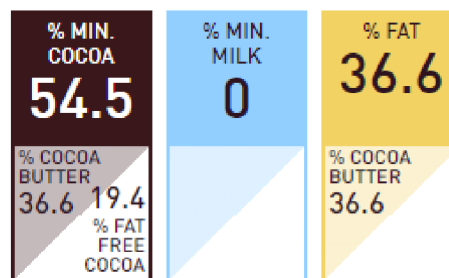 % MIN.
COCOA
54.5
% COCOA
BUTTER
36.6
19.4
% FAT
FREE
COCOA
% MIN.
MILK
0
% FAT
36.6
% COCOA
BUTTER
36.6